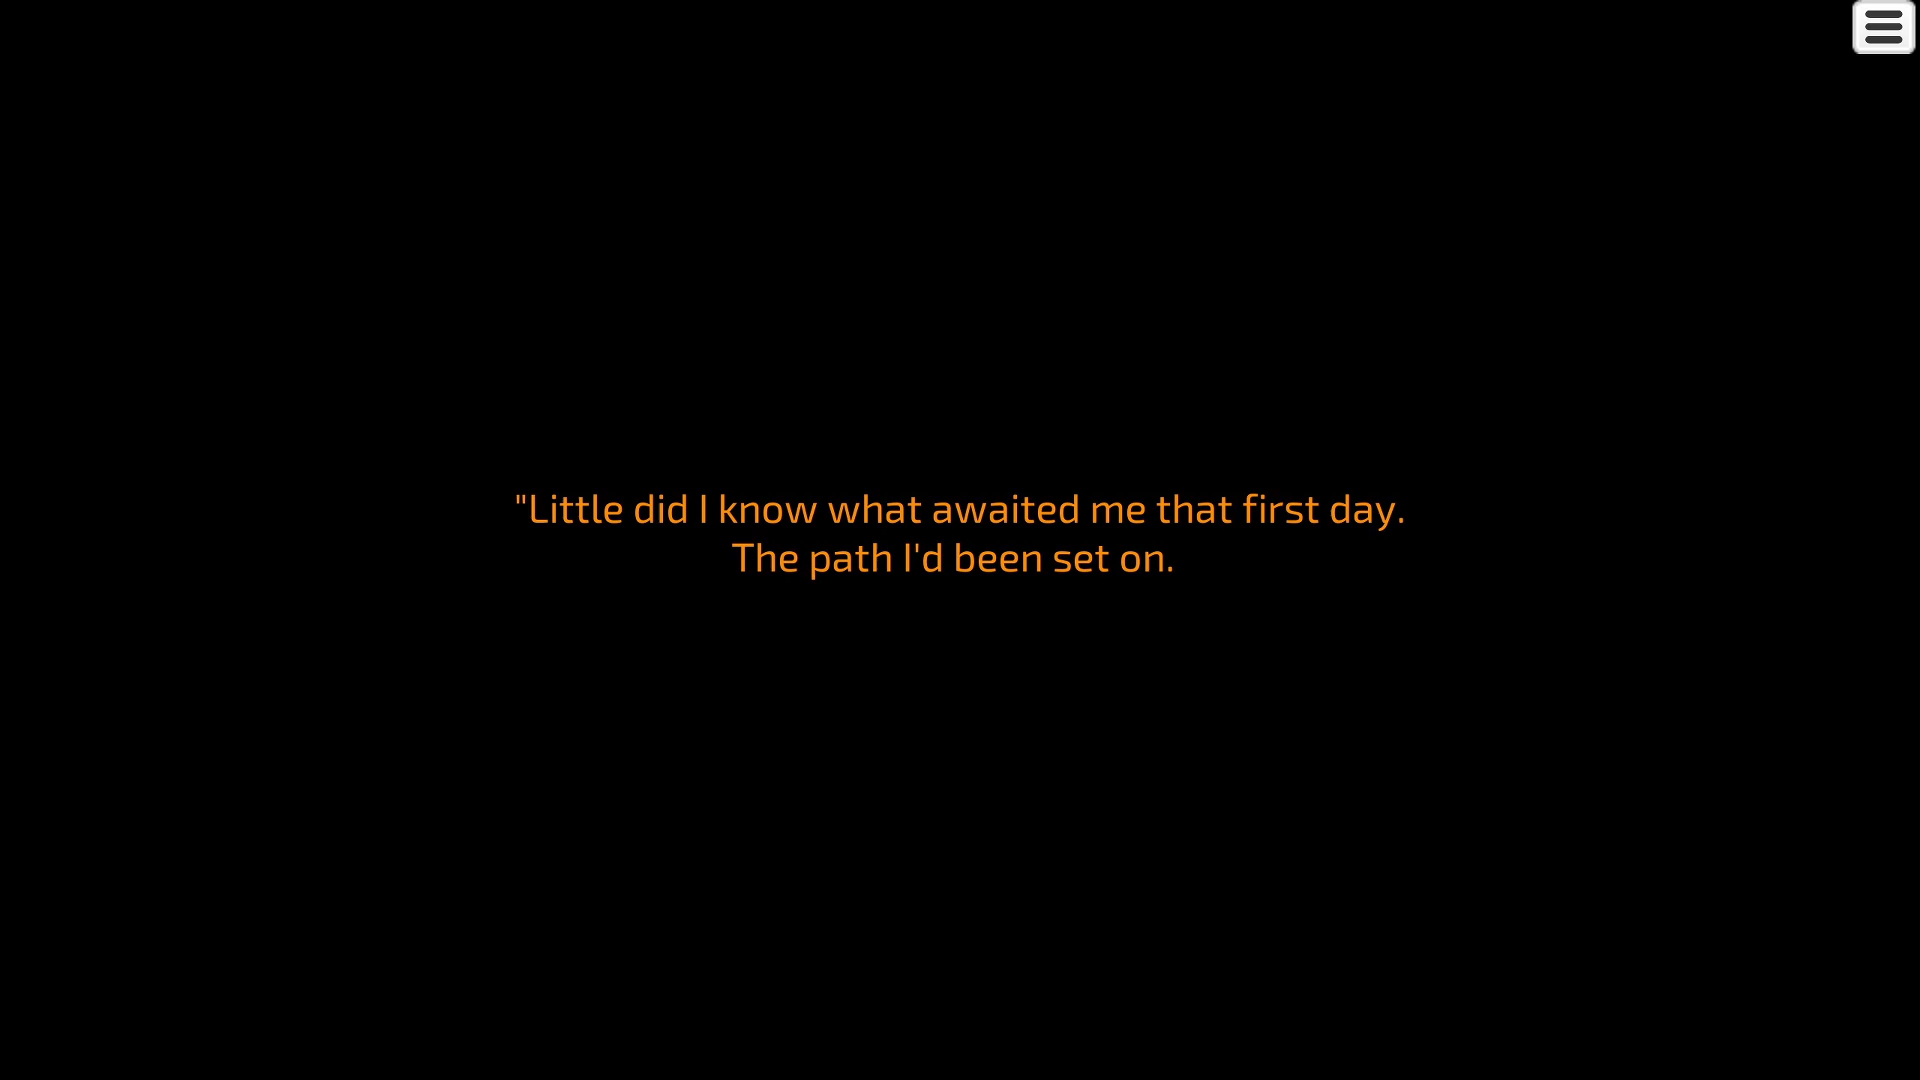 "Little did I know what awaited me that first day.
The path I'd been set on.